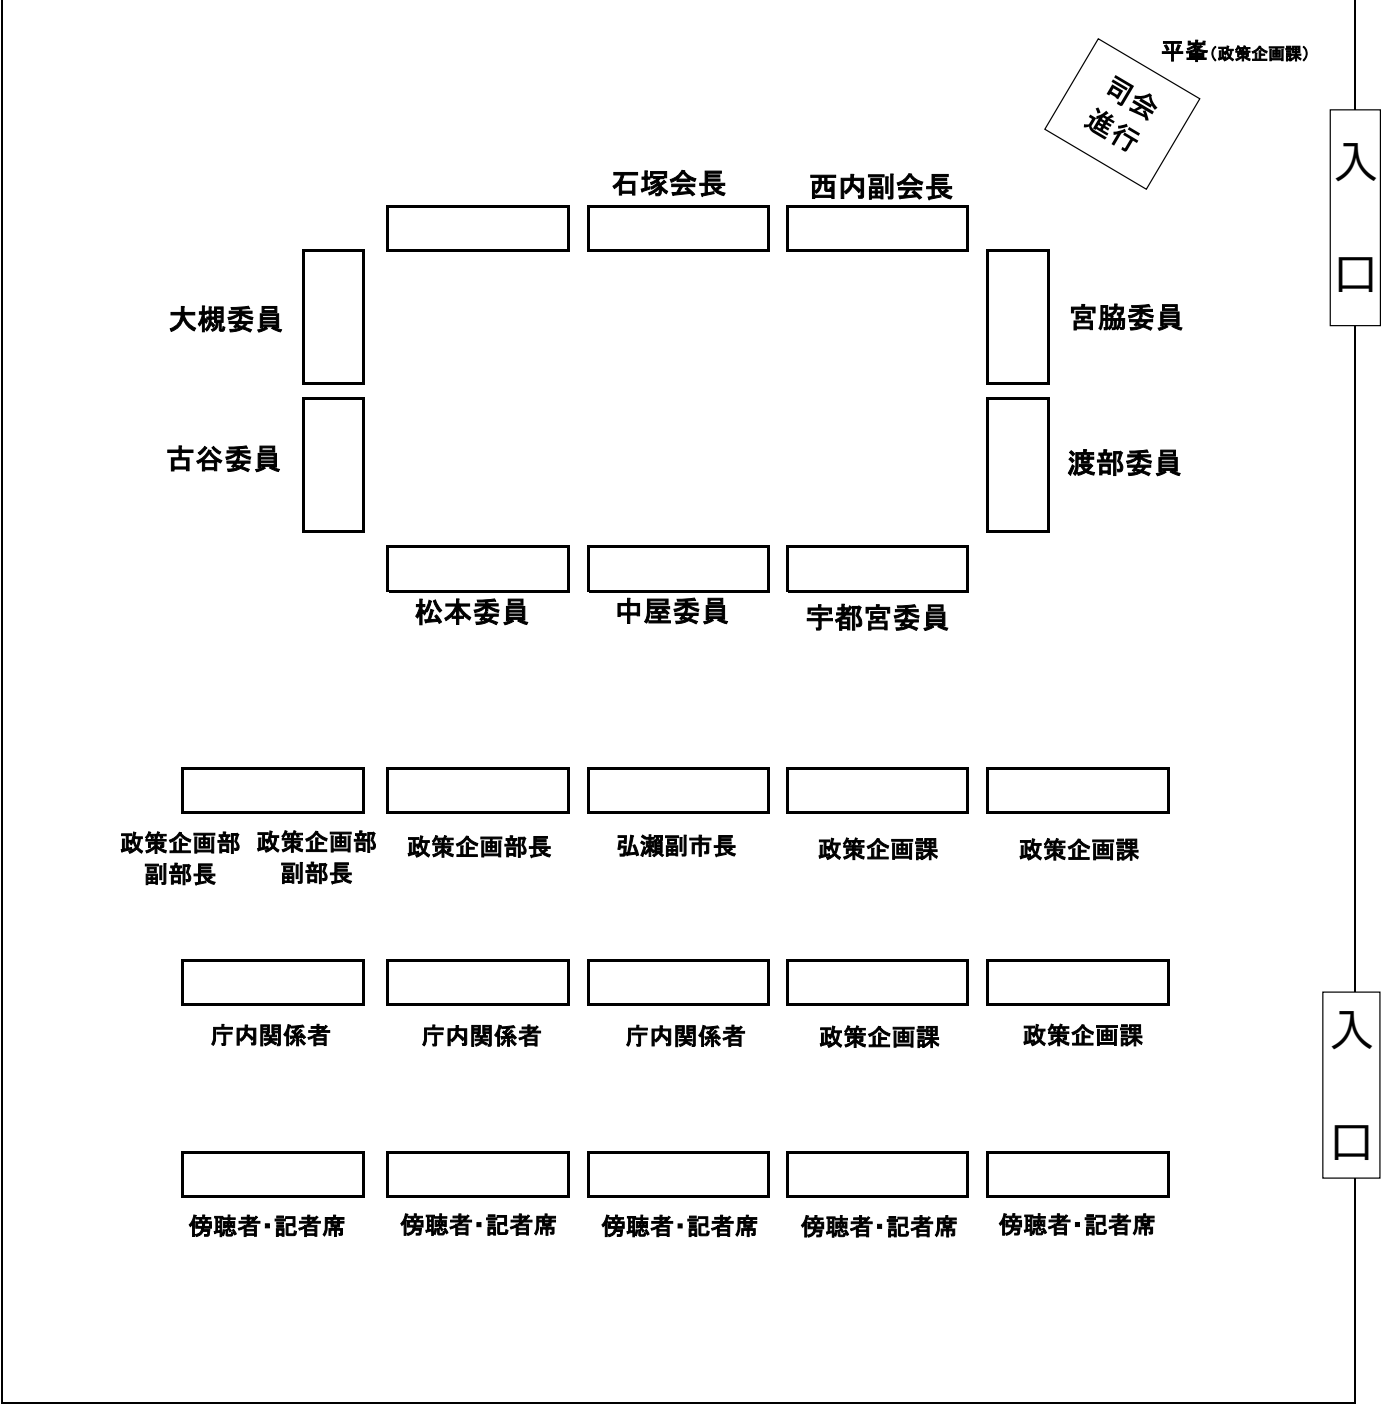 平峯（政策企画課）
司会
進行
入
口
石塚会長
西内副会長
大槻委員
宮脇委員
古谷委員
渡部委員
松本委員
中屋委員
宇都宮委員
政策企画部
副部長
政策企画部
副部長
政策企画部長
弘瀬副市長
政策企画課
政策企画課
庁内関係者
庁内関係者
庁内関係者
政策企画課
政策企画課
入
口
傍聴者・記者席
傍聴者・記者席
傍聴者・記者席
傍聴者・記者席
傍聴者・記者席